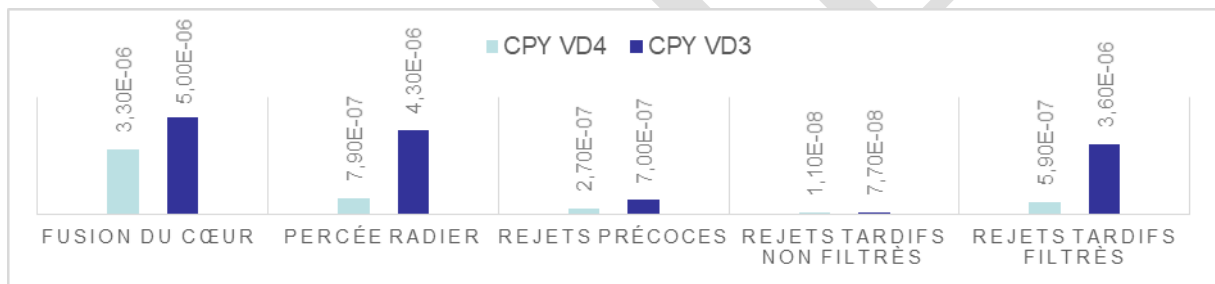 CPY VD4 CPY VD3
3,30E-06
5,00E-06
7,90E-07
4,30E-06
2,70E-07
7,00E-07
1,10E-08
7,70E-08
5,90E-07
3,60E-06
FUSION DU CŒUR
PERCÉE RADIER
REJETS PRÉCOCES
REJETS TARDIFS
NON FILTRÈS
REJETS TARDIFS
FILTRÈS